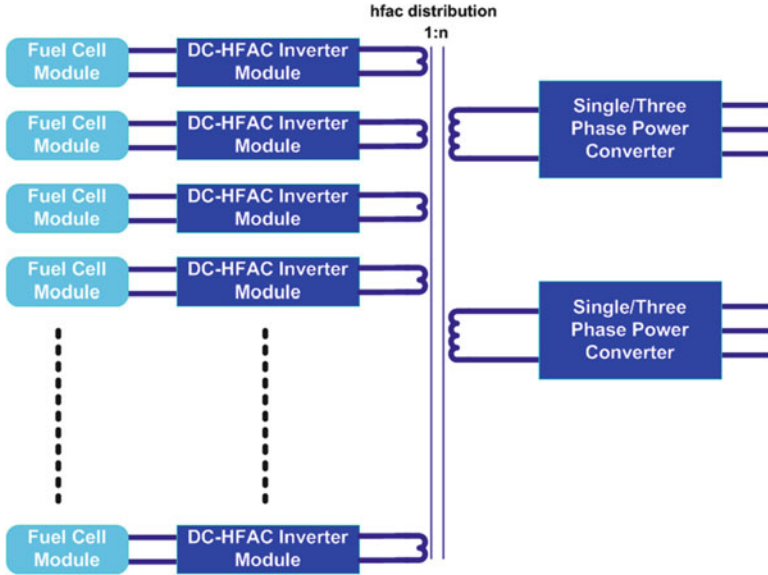 hfac distribution
1:n
Fuel Cell
Module
DC-HFAC Inverter
Module
Fuel Cell
Module
DC-HFAC Inverter
Module
Fuel Cell
Module
DC-HFAC Inverter
Module
Fuel Cell
Module
DC-HFAC Inverter
Module
Fuel Cell
Module
DC-HFAC Inverter
Module
Single/Three
Phase Power
Converter
Single/Three
Phase Power
Converter